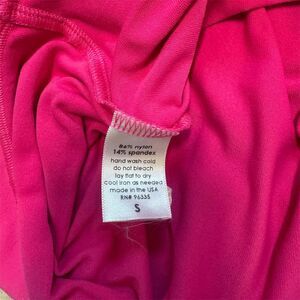 86% nylon
14% spandex
hand wash cold
do not bleach
lay flat to dry
cool iron as needed
made in the USA
RN# 96335
S